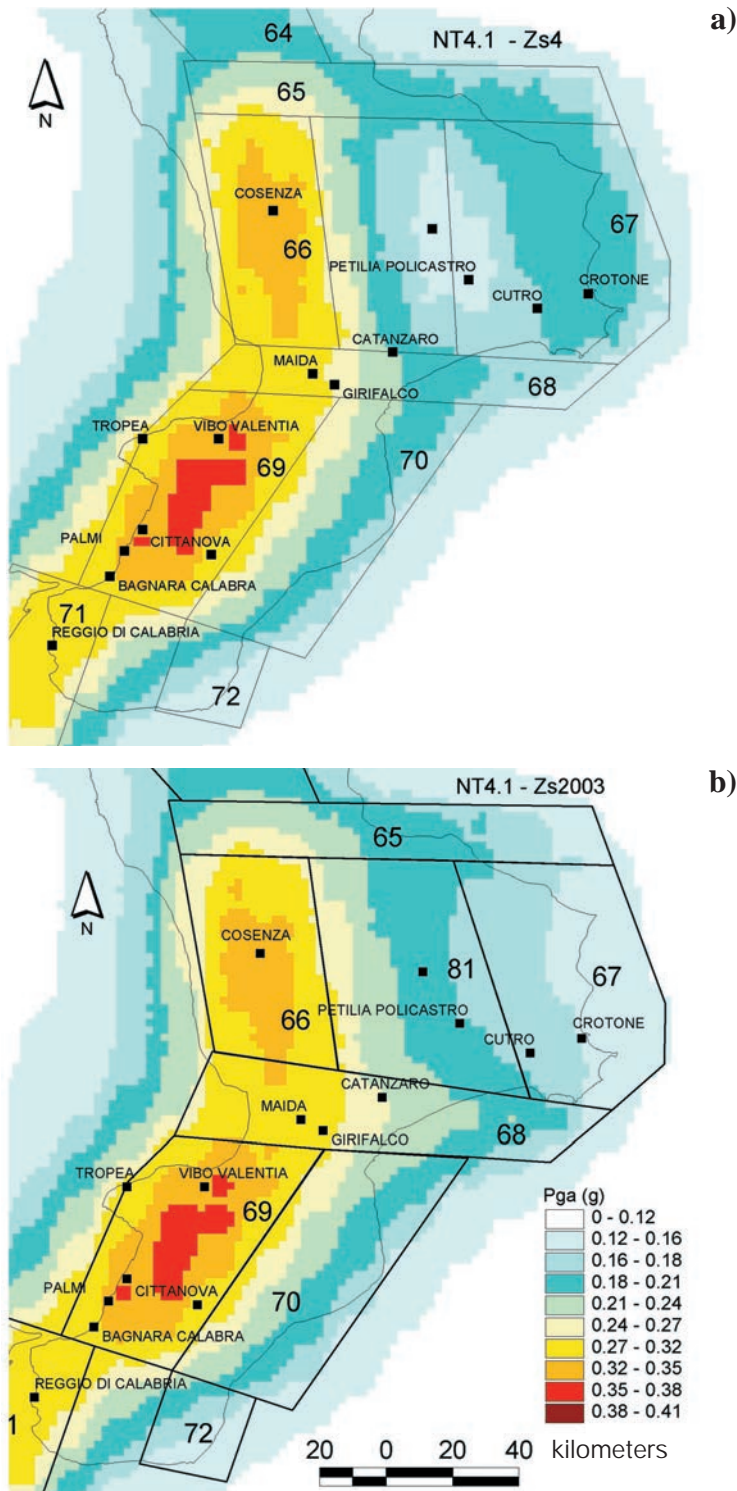 a)
NT4.1 - Zs4
64
65
N
COSENZA
66
67
PETILIA POLICASTRO
CROTONE
CUTRO
CATANZARO
MAIDA
68
GIRIFALCO
TROPEA
VIBO VALENTIA
69
70
PALMI
CITTANOVA
BAGNARA CALABRA
71
REGGIO DI CALABRIA
72
b)
NT4.1 - Zs2003
65
N
COSENZA
81
67
PETILIA POLICASTRO
66
CROTONE
CUTRO
CATANZARO
MAIDA
68
GIRIFALCO
TROPEA
VIBO VALENTIA
69
Pga (g)
0 - 0.12
0.12 - 0.16
0.16 - 0.18
0.18 - 0.21
0.21 - 0.24
0.24 - 0.27
0.27 - 0.32
0.32 - 0.35
0.35 - 0.38
0.38 - 0.41
PALMI
CITTANOVA
70
BAGNARA CALABRA
REGGIO DI CALABRIA
1
72
20 0 20 40 kilometers